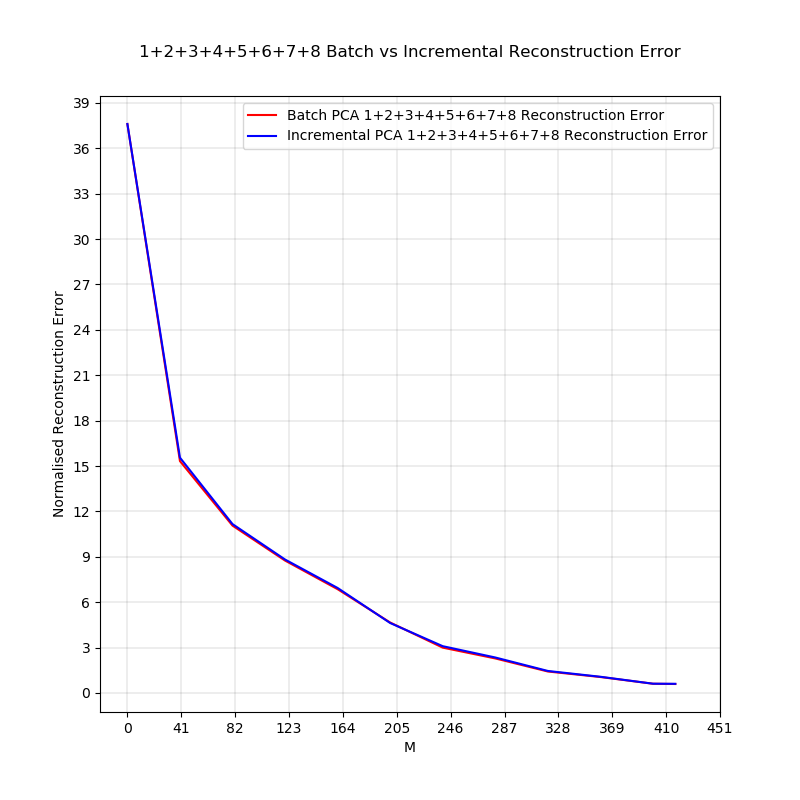 1+2+3+4+5+6+7+8 Batch vs Incremental Reconstruction Error
Batch PCA 1+2+3+4+5+6+7+8 Reconstruction Error
Incremental PCA 1+2+3+4+5+6+7+8 Reconstruction Error
Normalised Reconstruction Error
39
36
33
30
27
24
21
18
15
12
9
6
3
0
0 41 82 123 164 205 246 287 328 369 410 451
M